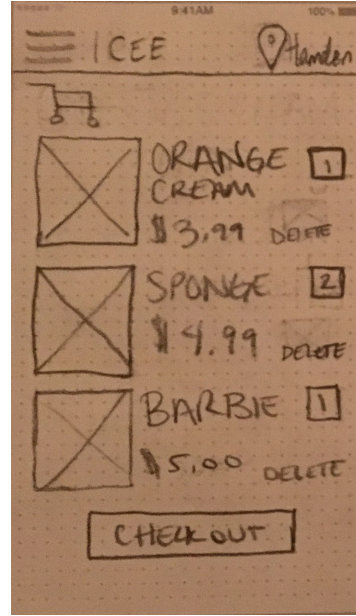 9:41AM 100%
ICEE Hamden
ORANGE 1
CREAM
$3.99 DELETE
SPONGE 2
$4.99 DELETE
BARBIE 1
$5.00 DELETE
CHECKOUT